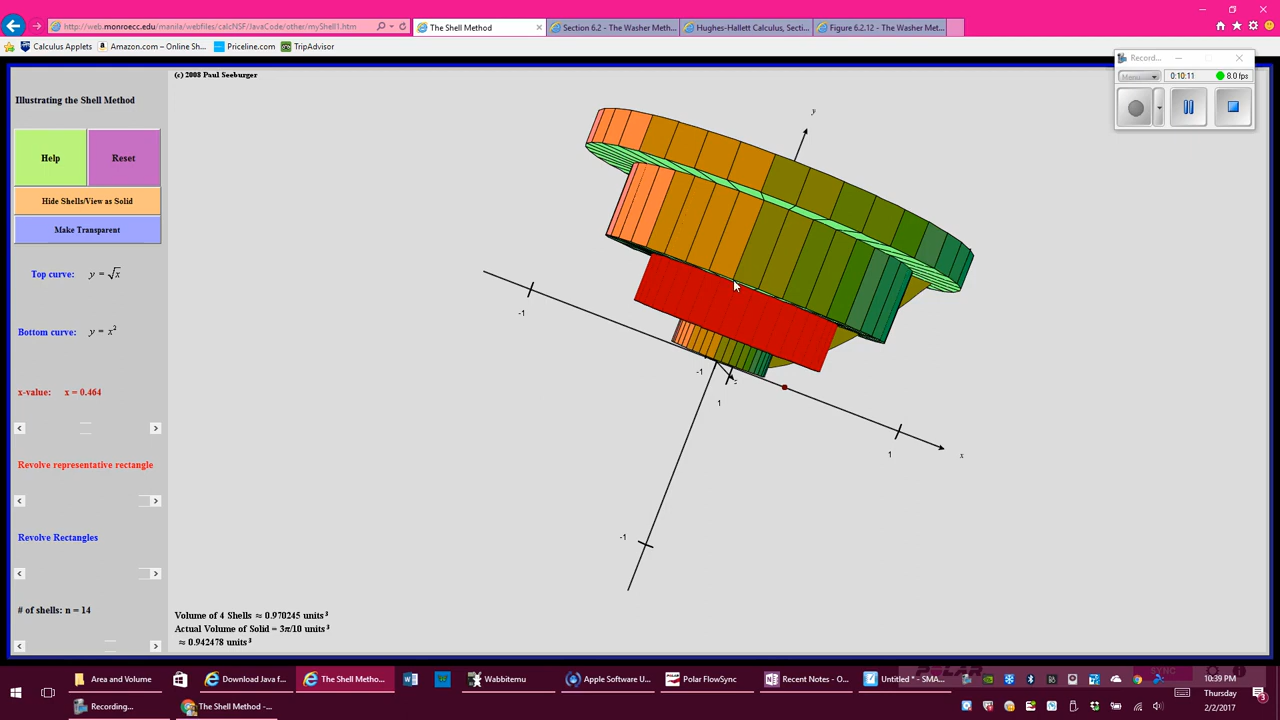 http://web.monroecc.edu/manila/webfiles/calcNSF/JavaCode/other/myShell1.htm
The Shell Method
Section 6.2 - The Washer Met...
Hughes-Hallett Calculus, Secti...
Figure 6.2.12 - The Washer Me...
Calculus Applets
Amazon.com – Online Sh...
Priceline.com
TripAdvisor
Record...
Menu
0:10:11
8.0 fps
(c) 2008 Paul Seeburger
Illustrating the Shell Method
Help
Reset
Hide Shells/View as Solid
Make Transparent
Top curve: y = √x
Bottom curve: y = x²
x-value: x = 0.464
Revolve representative rectangle
Revolve Rectangles
# of shells: n = 14
y
-1
-1
1
1
x
-1
Volume of 4 Shells ≈ 0.970245 units³
Actual Volume of Solid = 3π/10 units³
≈ 0.942478 units³
Area and Volume
Download Java f...
The Shell Metho...
Wabbitemu
Apple Software U...
Polar FlowSync
Recent Notes - O...
Untitled * - SMA...
10:39 PM
Thursday
2/2/2017
Recording...
The Shell Method -...